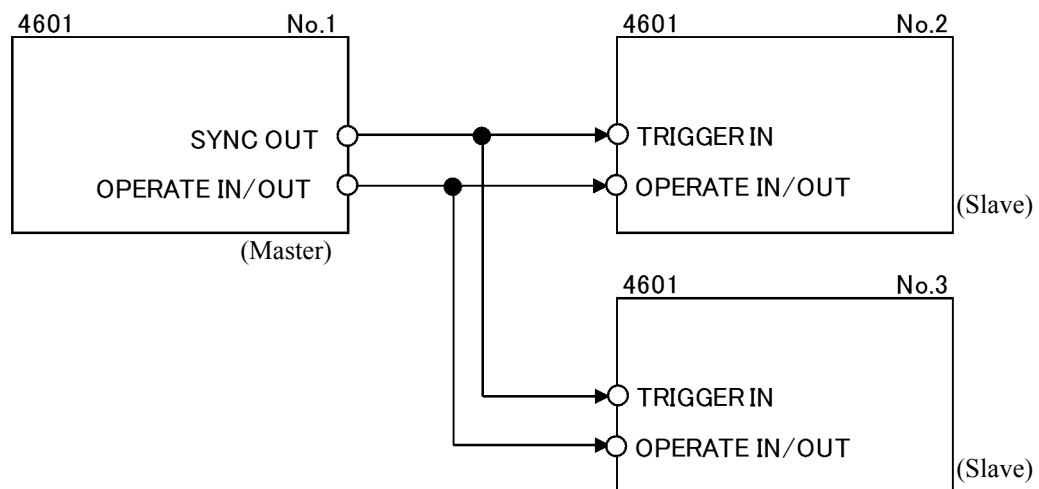 4601 No.1
SYNC OUT
OPERATE IN/OUT
(Master)
4601 No.2
TRIGGER IN
OPERATE IN/OUT
(Slave)
4601 No.3
TRIGGER IN
OPERATE IN/OUT
(Slave)